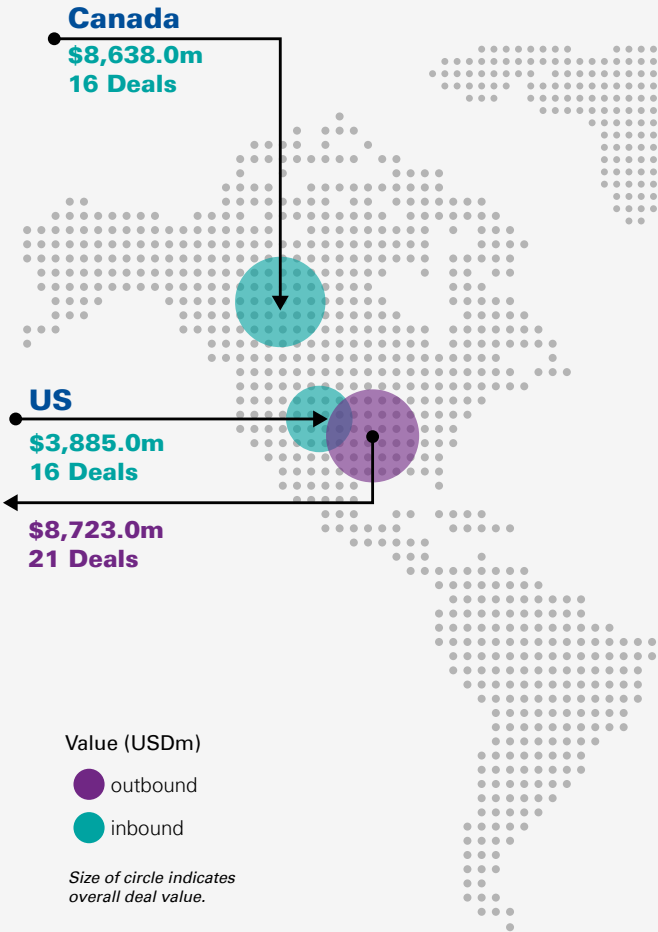 Canada
$8,638.0m
16 Deals
US
$3,885.0m
16 Deals
$8,723.0m
21 Deals
Value (USDm)
outbound
inbound
Size of circle indicates
overall deal value.